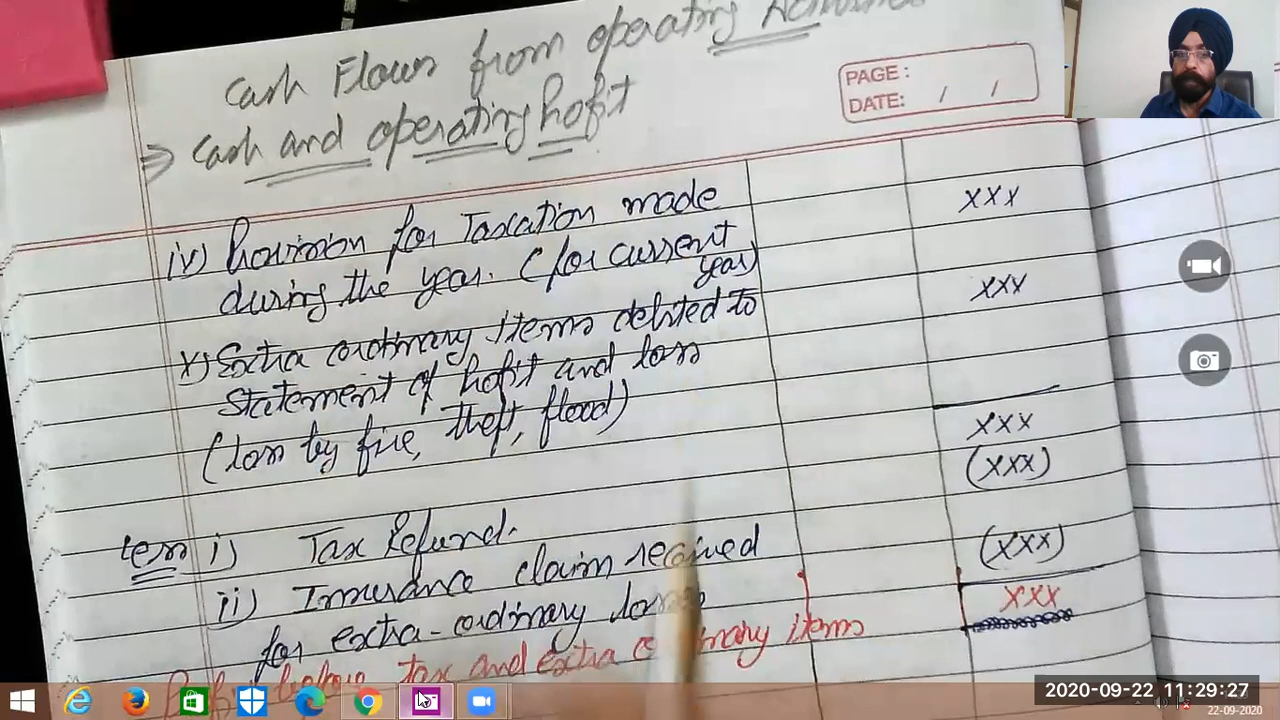 Cash Flows from operating Activities
PAGE :
DATE: / /
⇒ Cash and operating Profit
iv) Provision for Taxation made xxx
during the year. (for current
year)
v) Extra ordinary items debited to xxx
statement of Profit and loss
(loss by fire, theft, flood) xxx
(xxx)
less i) Tax Refund.
ii) Insurance claim received (xxx)
for extra-ordinary loss xxx
Profit before tax and extra ordinary items
2020-09-22 11:29:27
22-09-2020